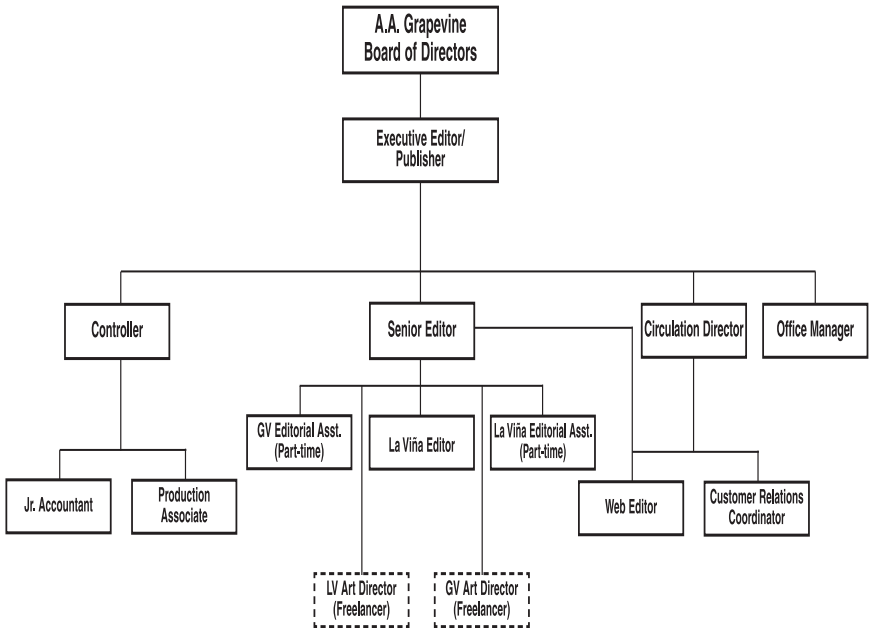 A.A. Grapevine
Board of Directors
Executive Editor/
Publisher
Controller
Senior Editor
Circulation Director
Office Manager
GV Editorial Asst.
(Part-time)
La Viña Editor
La Viña Editorial Asst.
(Part-time)
Jr. Accountant
Production
Associate
Web Editor
Customer Relations
Coordinator
LV Art Director
(Freelancer)
GV Art Director
(Freelancer)